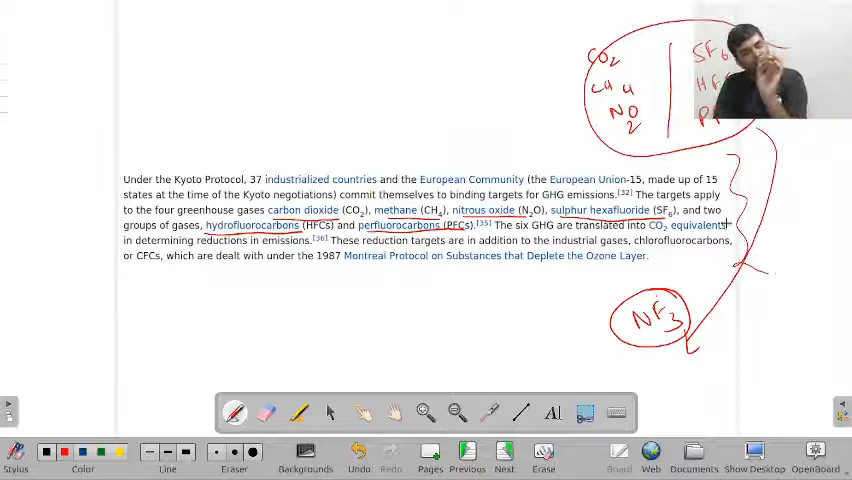 CO2
CH4
NO2
SF6
HF
Under the Kyoto Protocol, 37 industrialized countries and the European Community (the European Union-15, made up of 15
states at the time of the Kyoto negotiations) commit themselves to binding targets for GHG emissions.[32] The targets apply
to the four greenhouse gases carbon dioxide (CO2), methane (CH4), nitrous oxide (N2O), sulphur hexafluoride (SF6), and two
groups of gases, hydrofluorocarbons (HFCs) and perfluorocarbons (PFCs).[35] The six GHG are translated into CO2 equivalents
in determining reductions in emissions.[36] These reduction targets are in addition to the industrial gases, chlorofluorocarbons,
or CFCs, which are dealt with under the 1987 Montreal Protocol on Substances that Deplete the Ozone Layer.
NF3
Stylus Color Line Eraser Backgrounds Undo Redo Pages Previous Next Erase Board Web Documents Show Desktop OpenBoard